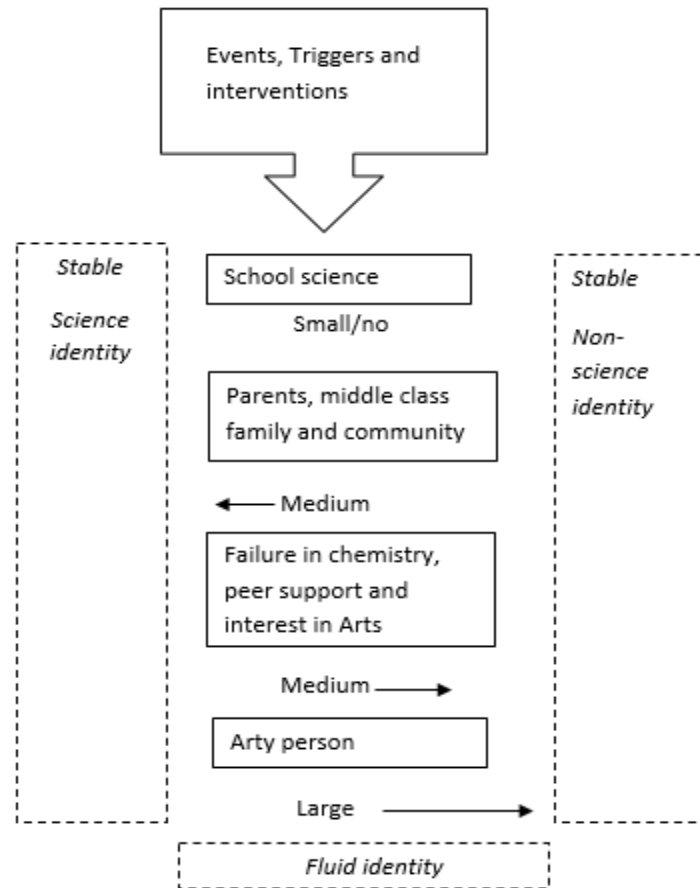 Events, Triggers and
interventions
Stable
Science
identity
School science
Small/no
Parents, middle class
family and community
Medium
Failure in chemistry,
peer support and
interest in Arts
Medium
Arty person
Large
Stable
Non-
science
identity
Fluid identity